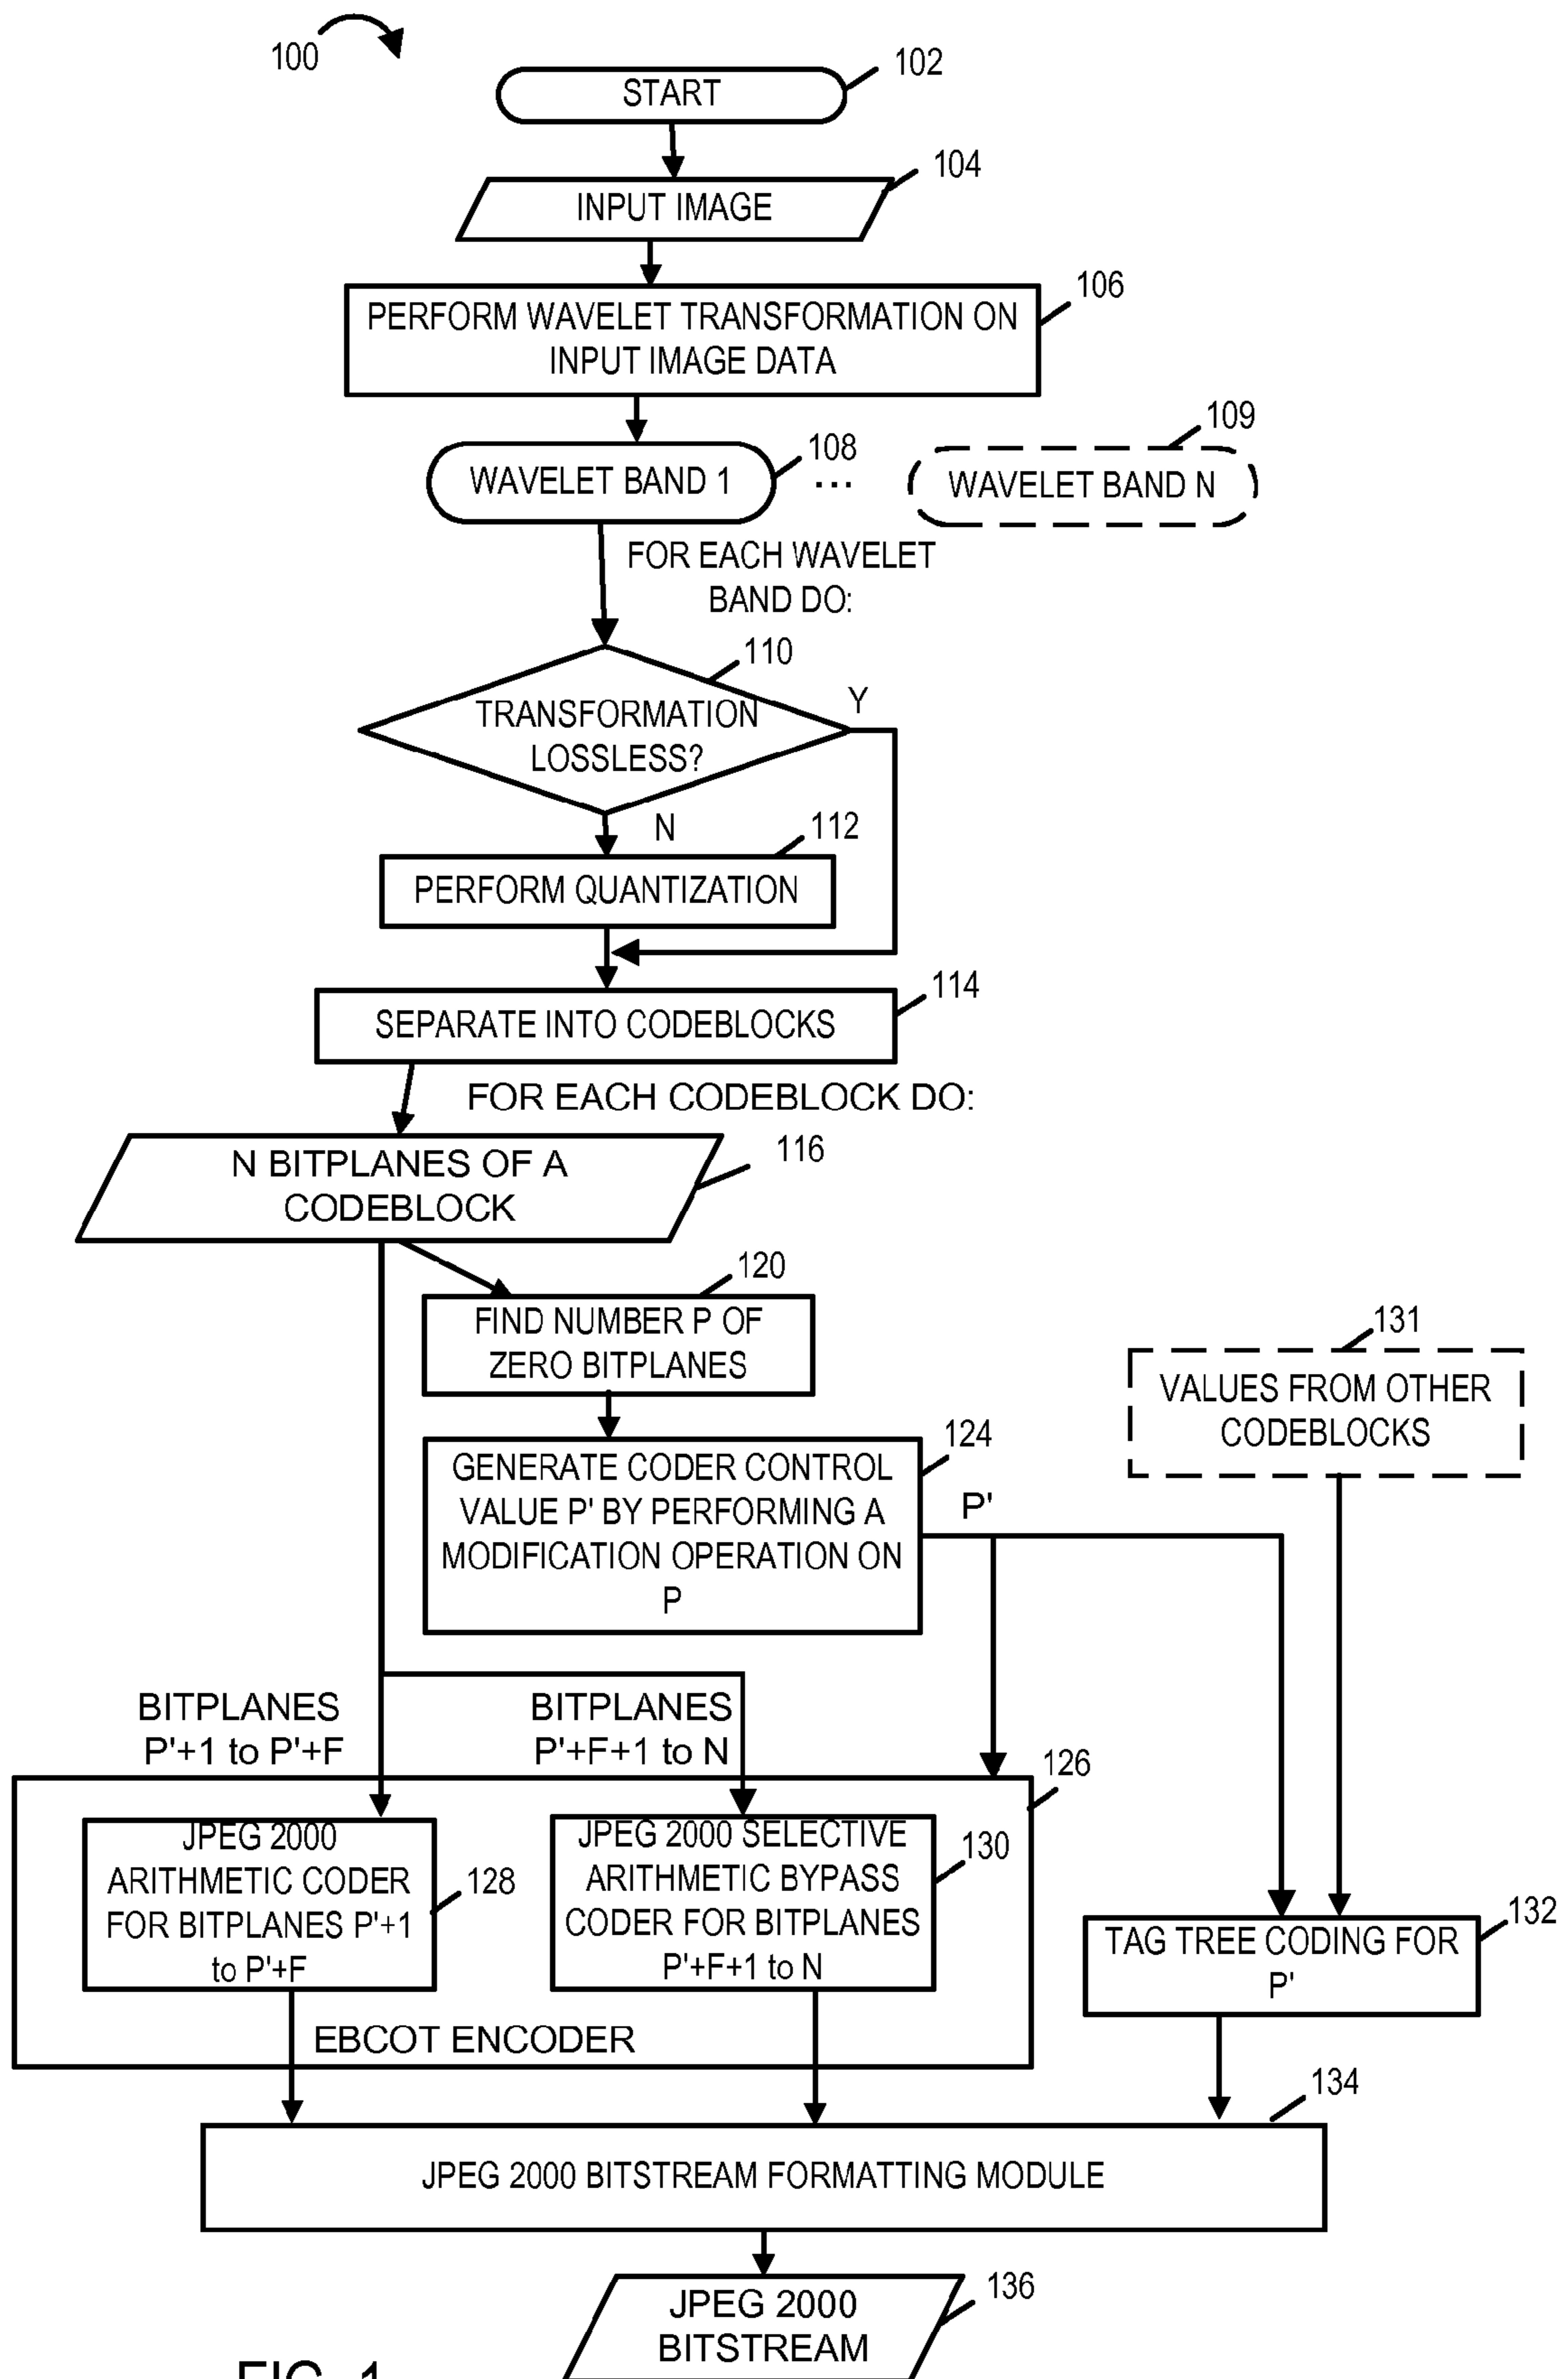 100
START
102
INPUT IMAGE
104
PERFORM WAVELET TRANSFORMATION ON
INPUT IMAGE DATA
106
WAVELET BAND 1
108
...
WAVELET BAND N
109
FOR EACH WAVELET
BAND DO:
110
TRANSFORMATION
LOSSLESS?
Y
N
112
PERFORM QUANTIZATION
114
SEPARATE INTO CODEBLOCKS
FOR EACH CODEBLOCK DO:
N BITPLANES OF A
CODEBLOCK
116
120
FIND NUMBER P OF
ZERO BITPLANES
131
VALUES FROM OTHER
CODEBLOCKS
124
GENERATE CODER CONTROL
VALUE P' BY PERFORMING A
MODIFICATION OPERATION ON
P
P'
BITPLANES
P'+1 to P'+F
BITPLANES
P'+F+1 to N
126
JPEG 2000
ARITHMETIC CODER
FOR BITPLANES P'+1
to P'+F
128
JPEG 2000 SELECTIVE
ARITHMETIC BYPASS
CODER FOR BITPLANES
P'+F+1 to N
130
EBCOT ENCODER
TAG TREE CODING FOR
P'
132
134
JPEG 2000 BITSTREAM FORMATTING MODULE
JPEG 2000
BITSTREAM
136
FIG. 1